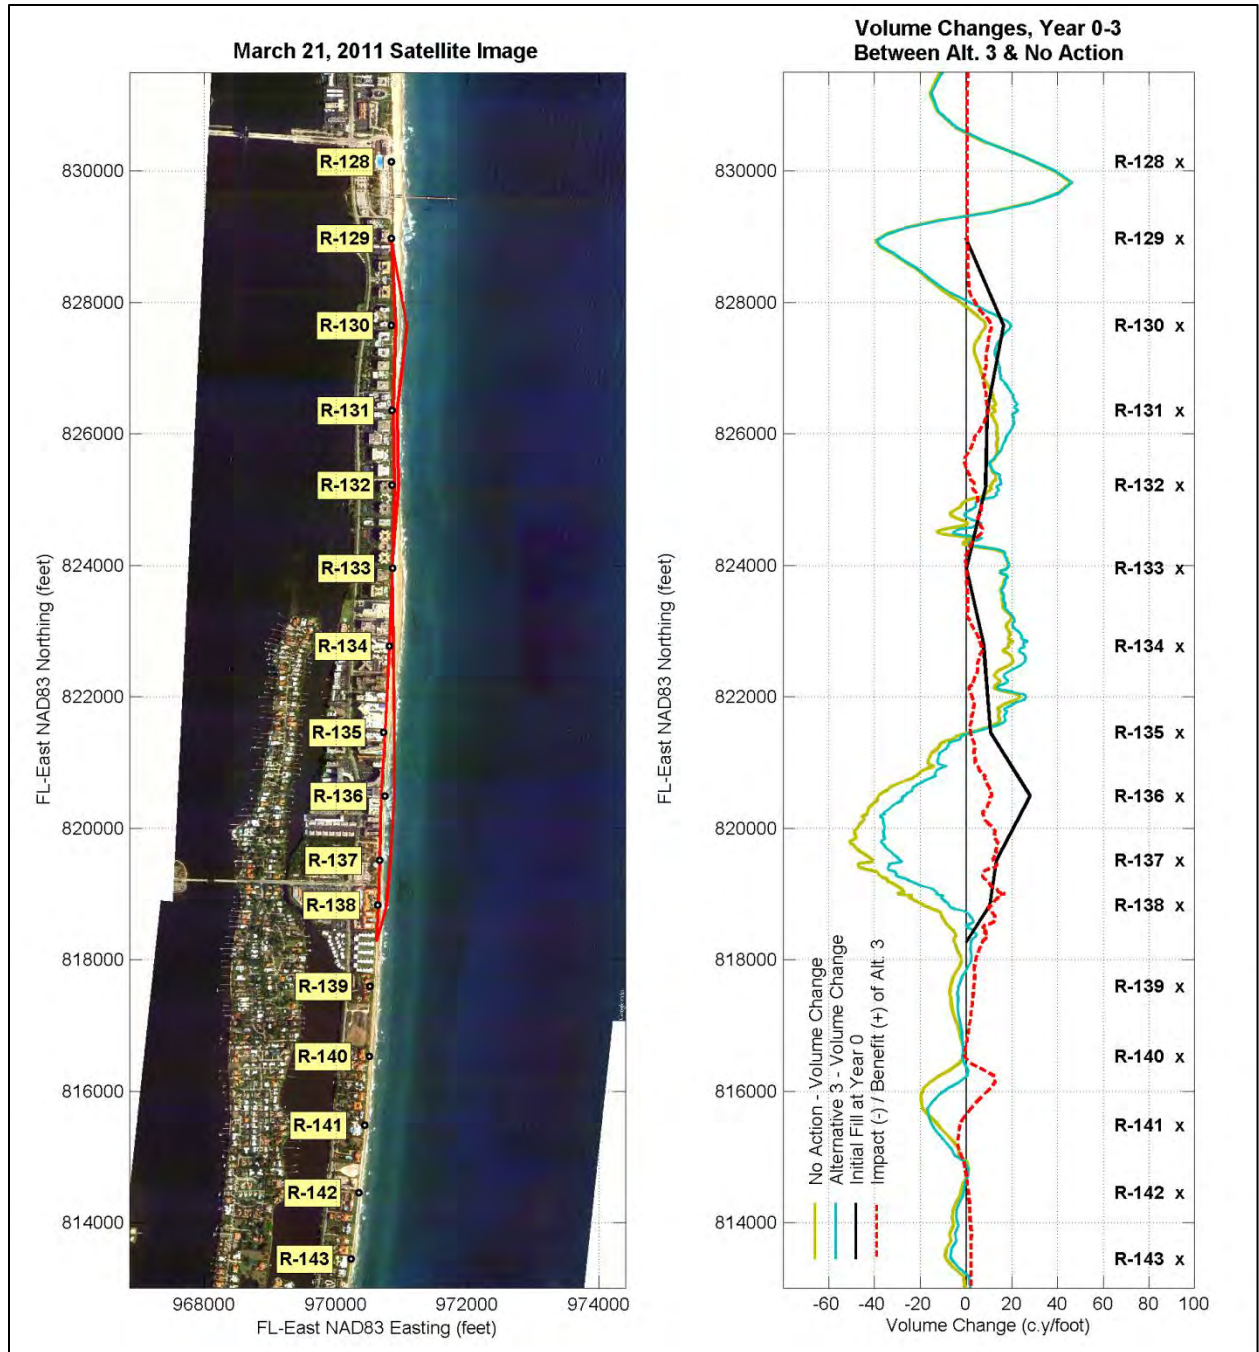 March 21, 2011 Satellite Image
FL-East NAD83 Northing (feet)
830000
828000
826000
824000
822000
820000
818000
816000
814000
R-128
R-129
R-130
R-131
R-132
R-133
R-134
R-135
R-136
R-137
R-138
R-139
R-140
R-141
R-142
R-143
968000 970000 972000 974000
FL-East NAD83 Easting (feet)
Volume Changes, Year 0-3
Between Alt. 3 & No Action
FL-East NAD83 Northing (feet)
830000
828000
826000
824000
822000
820000
818000
816000
814000
R-128 x
R-129 x
R-130 x
R-131 x
R-132 x
R-133 x
R-134 x
R-135 x
R-136 x
R-137 x
R-138 x
R-139 x
R-140 x
R-141 x
R-142 x
R-143 x
No Action - Volume Change
Alternative 3 - Volume Change
Initial Fill at Year 0
Impact (-) / Benefit (+) of Alt. 3
-60 -40 -20 0 20 40 60 80 100
Volume Change (c.y/foot)